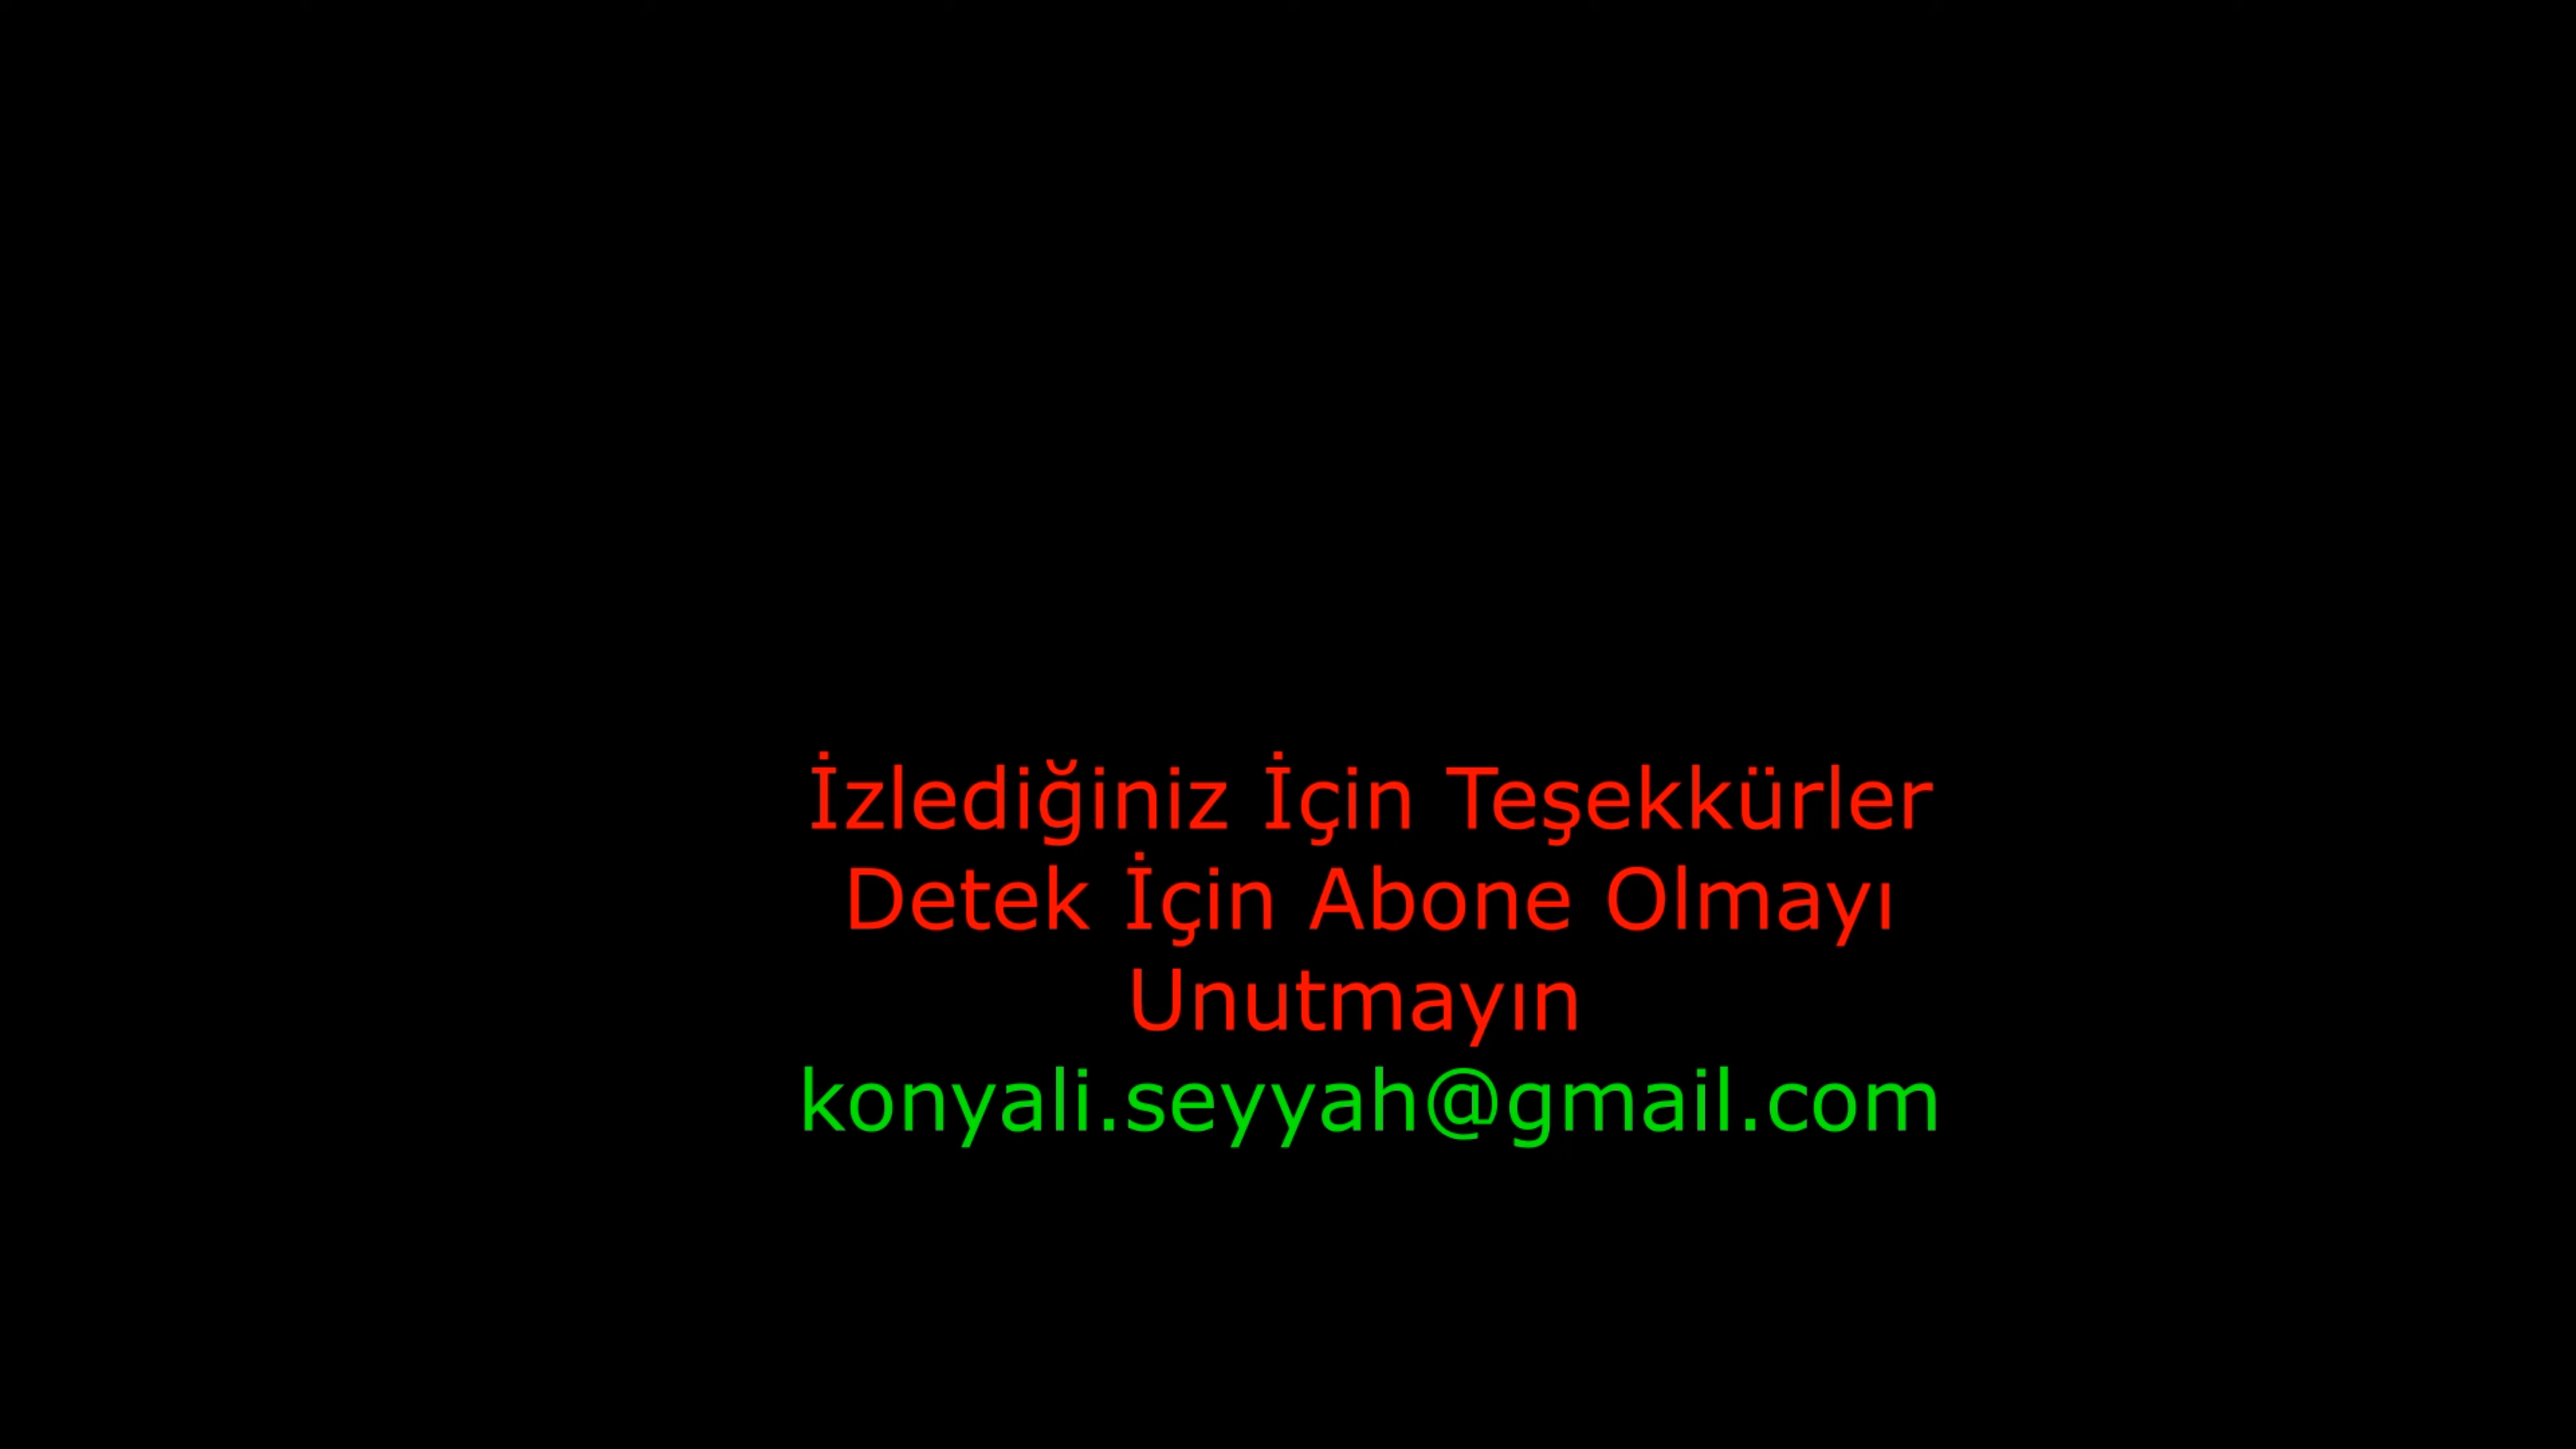 İzlediğiniz İçin Teşekkürler
Detek İçin Abone Olmayı
Unutmayın
konyali.seyyah@gmail.com